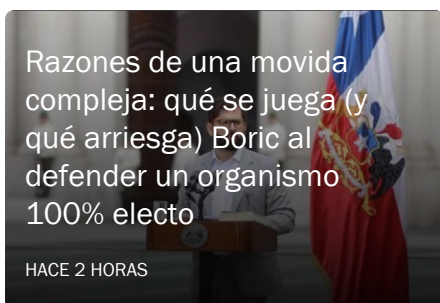 Razones de una movida
compleja: qué se juega (y
qué arriesga) Boric al
defender un organismo
100% electo
HACE 2 HORAS